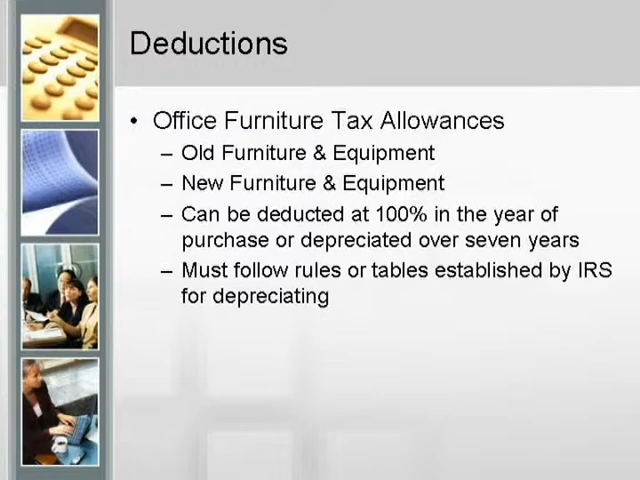 Deductions
• Office Furniture Tax Allowances
– Old Furniture & Equipment
– New Furniture & Equipment
– Can be deducted at 100% in the year of
purchase or depreciated over seven years
– Must follow rules or tables established by IRS
for depreciating